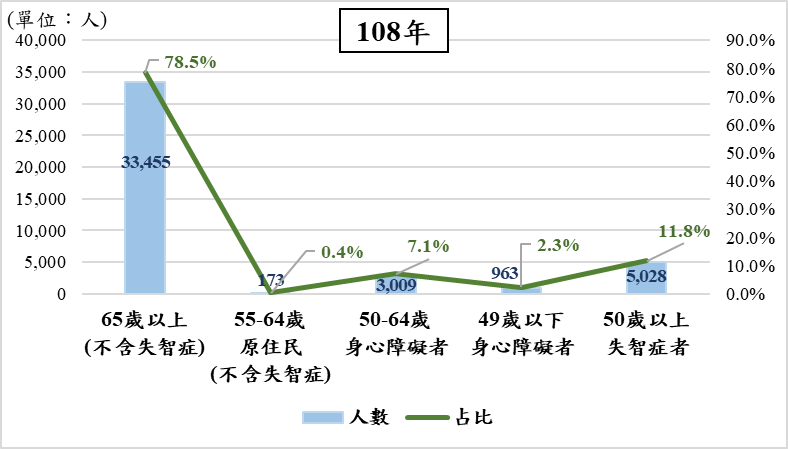 (單位：人)
108年
40,000
35,000
30,000
25,000
20,000
15,000
10,000
5,000
0
90.0%
80.0%
70.0%
60.0%
50.0%
40.0%
30.0%
20.0%
10.0%
0.0%
78.5%
33,455
0.4%
173
7.1%
3,009
2.3%
963
11.8%
5,028
65歲以上
(不含失智症)
55-64歲
原住民
(不含失智症)
50-64歲
身心障礙者
49歲以下
身心障礙者
50歲以上
失智症者
人數
占比